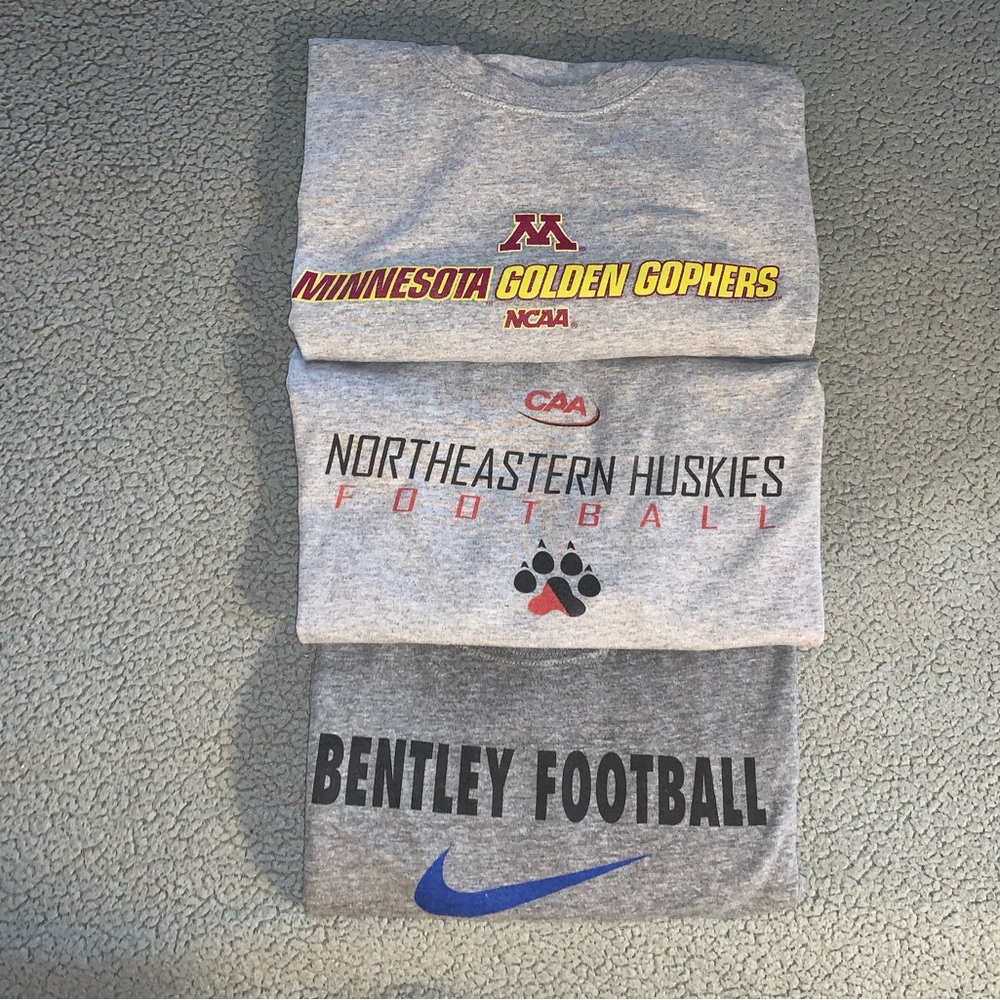 M
MINNESOTA GOLDEN GOPHERS
NCAA®
CAA
NORTHEASTERN HUSKIES
FOOTBALL
BENTLEY FOOTBALL